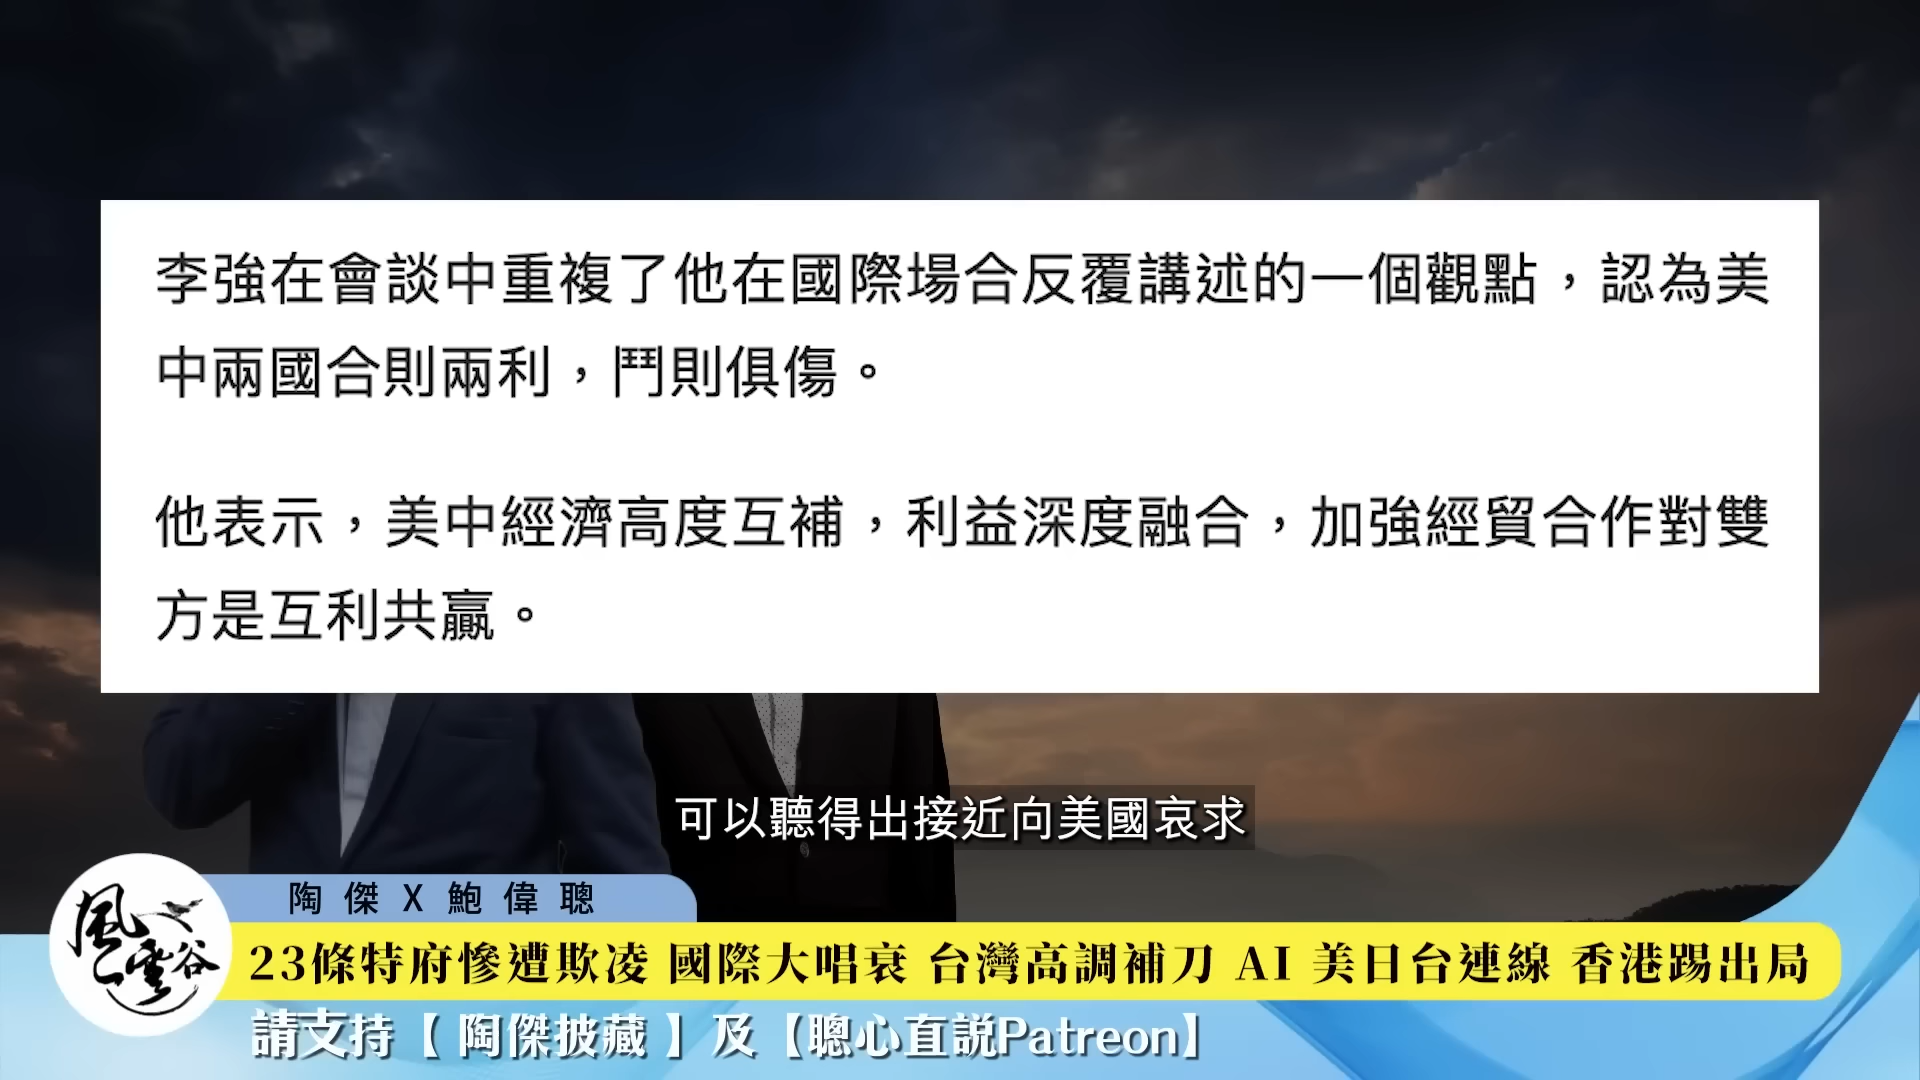 李強在會談中重複了他在國際場合反覆講述的一個觀點，認為美
中兩國合則兩利，鬥則俱傷。
他表示，美中經濟高度互補，利益深度融合，加強經貿合作對雙
方是互利共贏。
可以聽得出接近向美國哀求
陶傑X鮑偉聰
風雲谷
23條特府慘遭欺凌 國際大唱衰 台灣高調補刀 AI 美日台連線 香港踢出局
請支持【陶傑披藏】及【聰心直說Patreon】